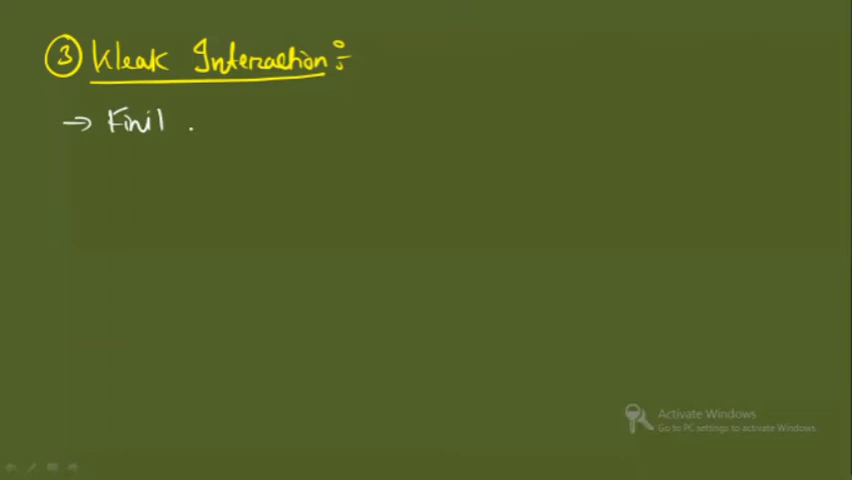 ③ Weak Interaction :-
→ Finil
Activate Windows
Go to PC settings to activate Windows.